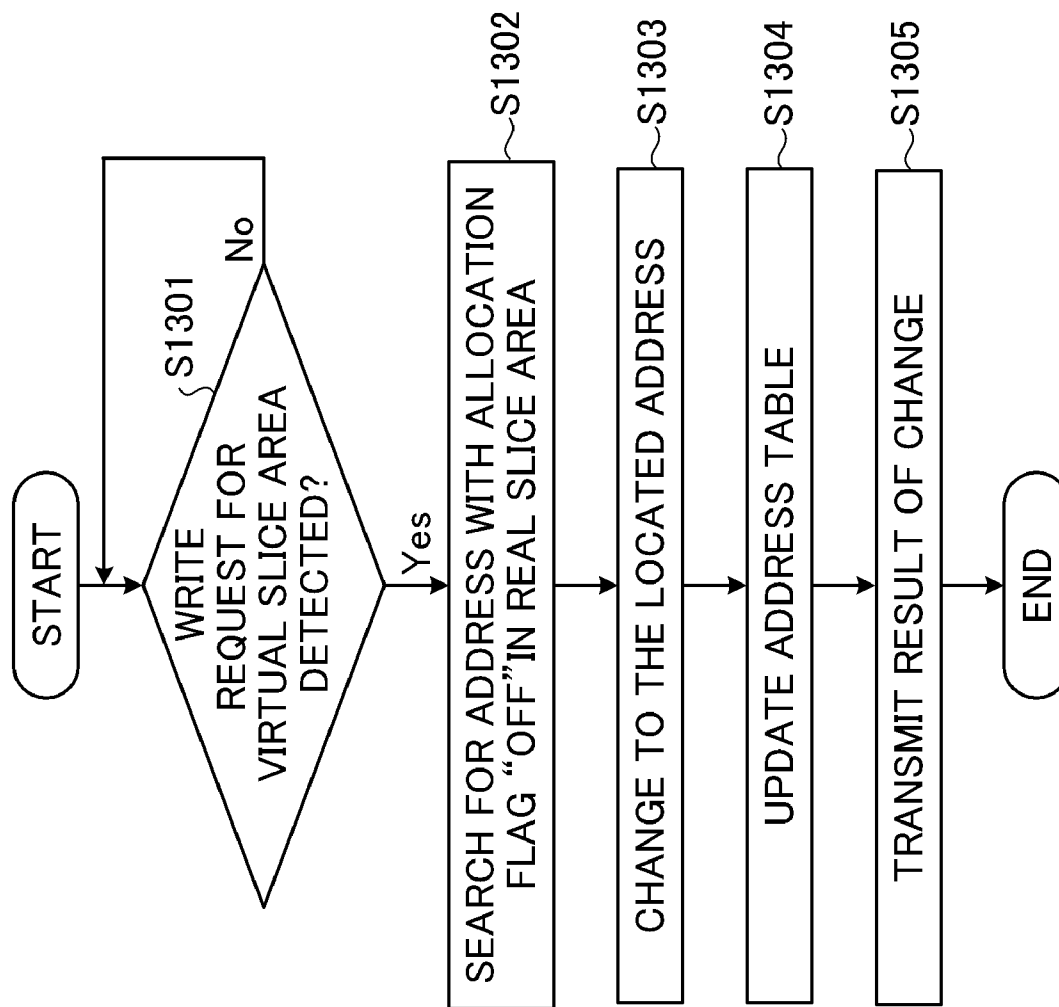 START
S1301
WRITE
REQUEST FOR
VIRTUAL SLICE AREA
DETECTED?
No
Yes
S1302
SEARCH FOR ADDRESS WITH ALLOCATION
FLAG “OFF”IN REAL SLICE AREA
S1303
CHANGE TO THE LOCATED ADDRESS
S1304
UPDATE ADDRESS TABLE
S1305
TRANSMIT RESULT OF CHANGE
END